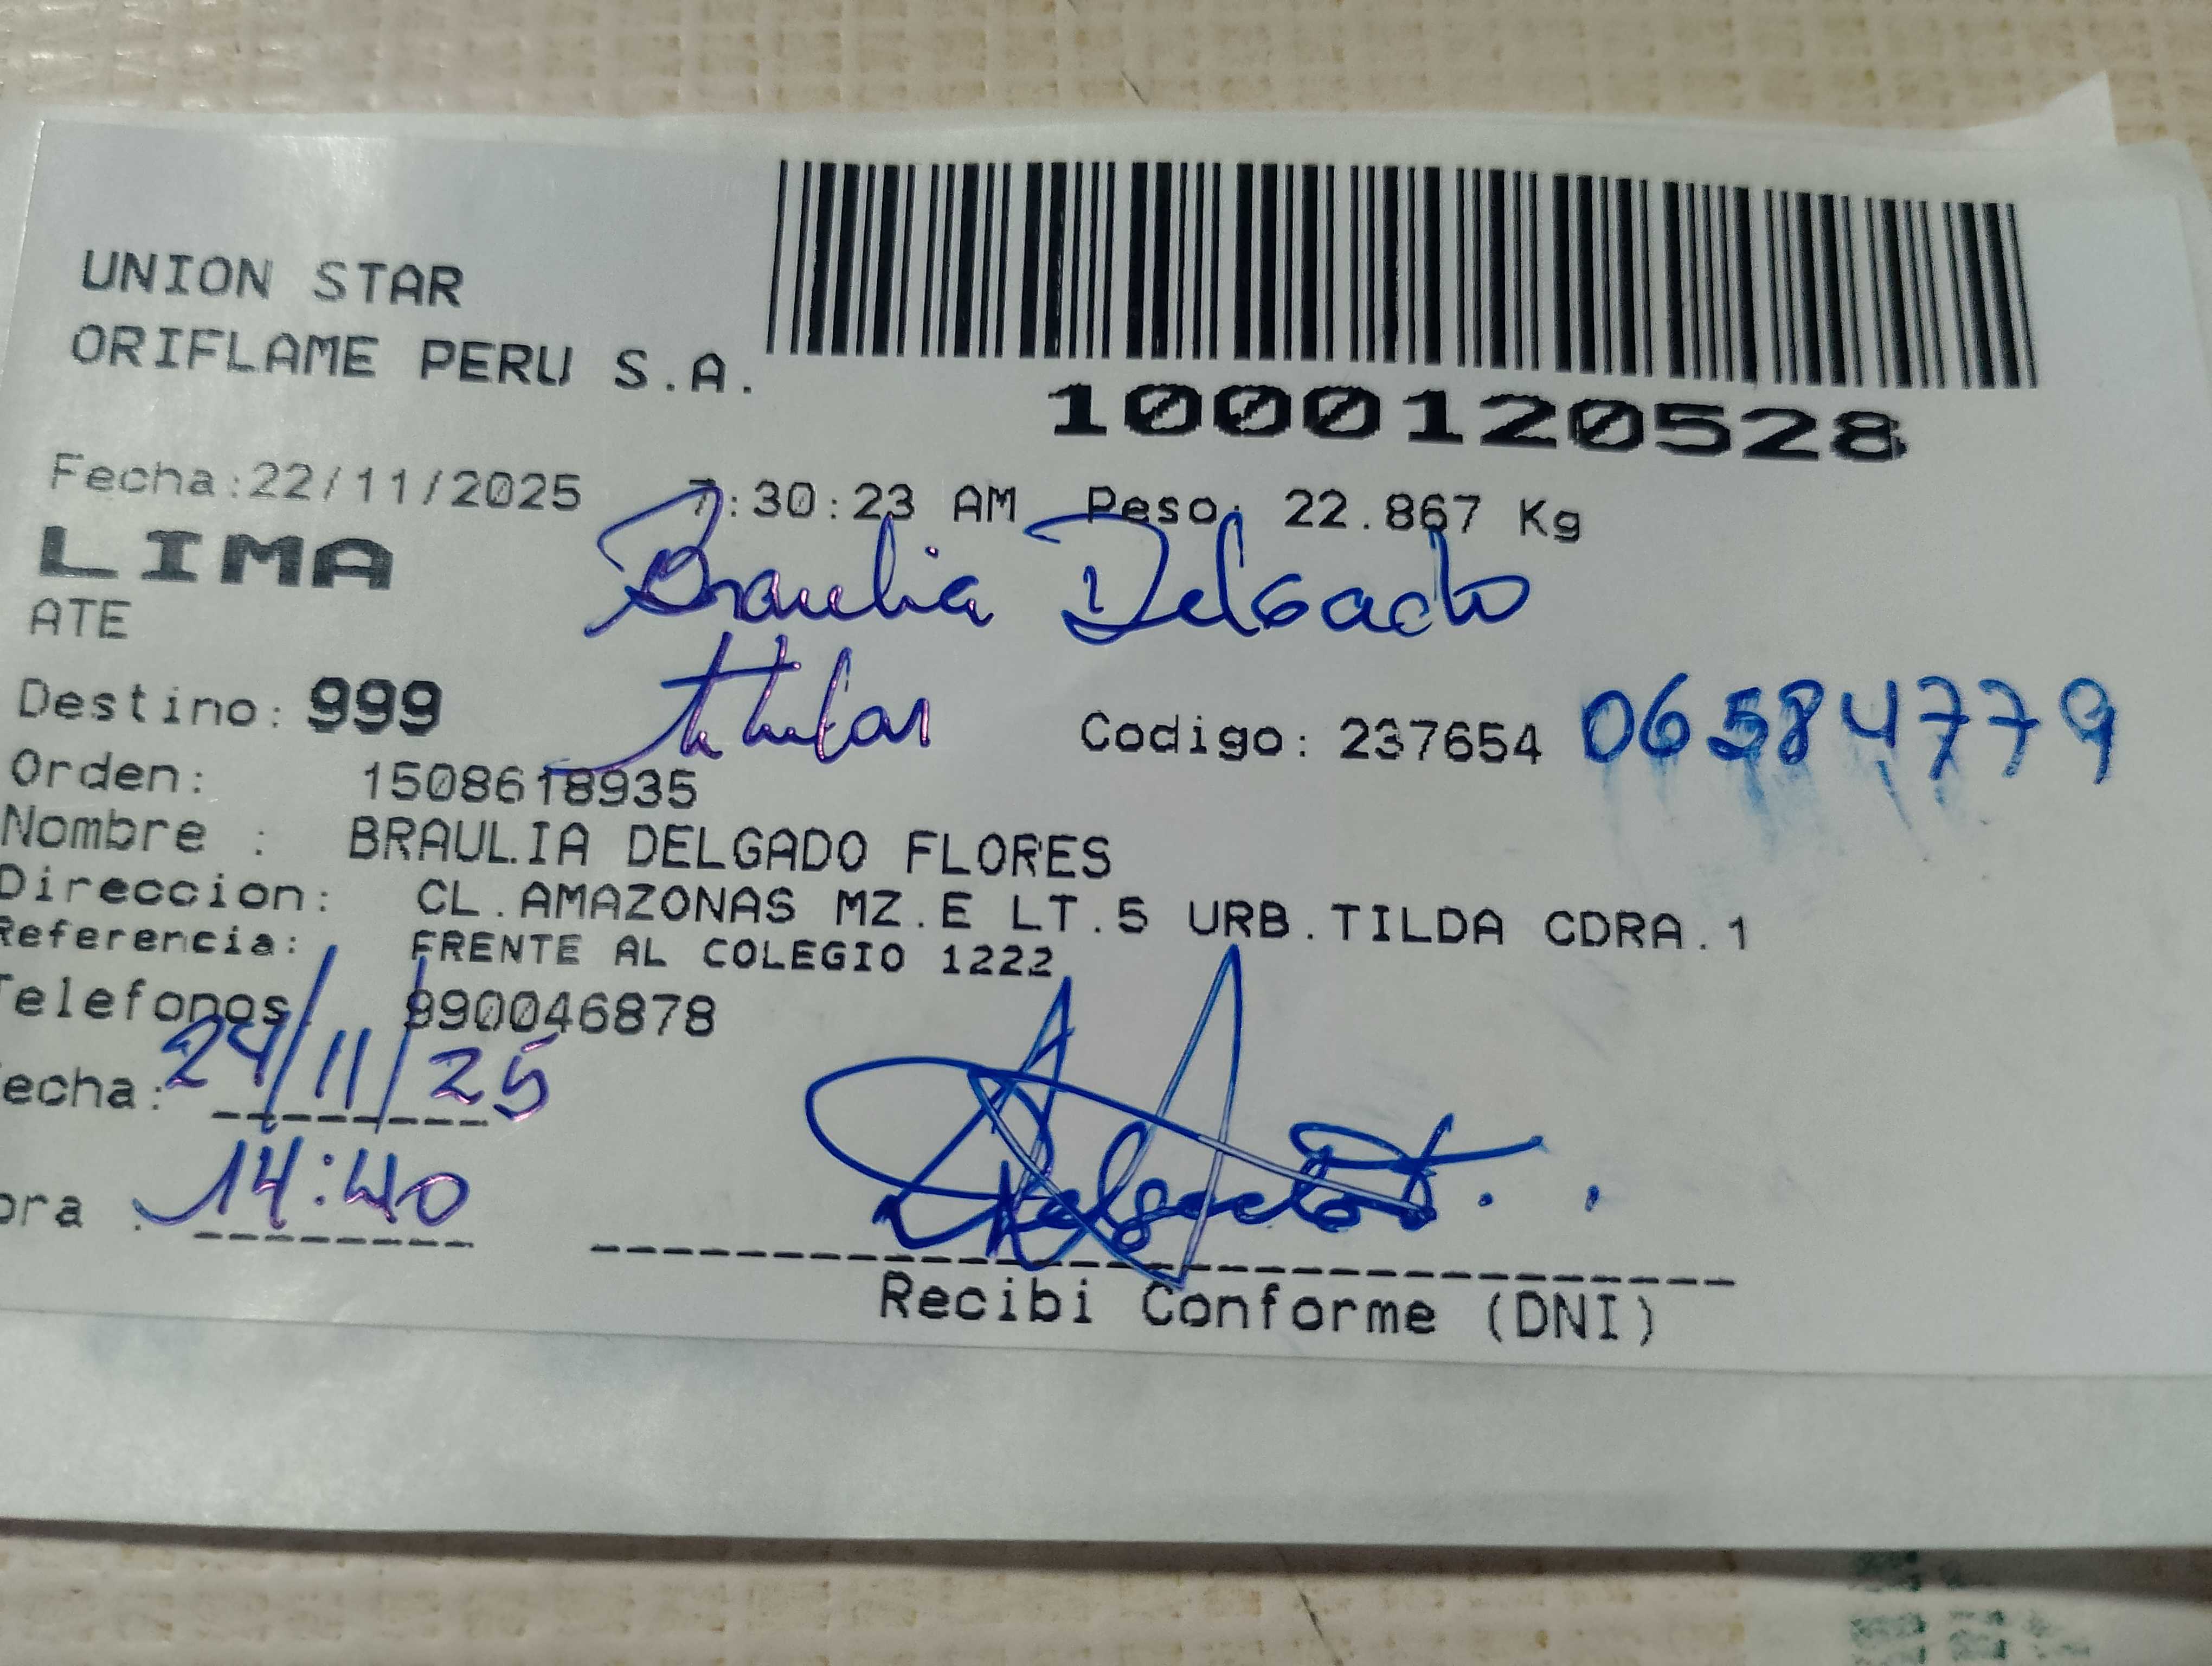 UNION STAR
ORIFLAME PERU S.A.
1000120528
Fecha:22/11/2025 7:30:23 AM Peso: 22.867 Kg
LIMA
Braulia Delgado
ATE
titular
Destino: 999
Codigo: 237654 06584779
Orden: 1508618935
Nombre : BRAULIA DELGADO FLORES
Direccion: CL.AMAZONAS MZ.E LT.5 URB.TILDA CDRA.1
Referencia: FRENTE AL COLEGIO 1222
Telefonos: 990046878
echa: 24/11/25
ora : 14:40
Delgado F.
Recibi Conforme (DNI)